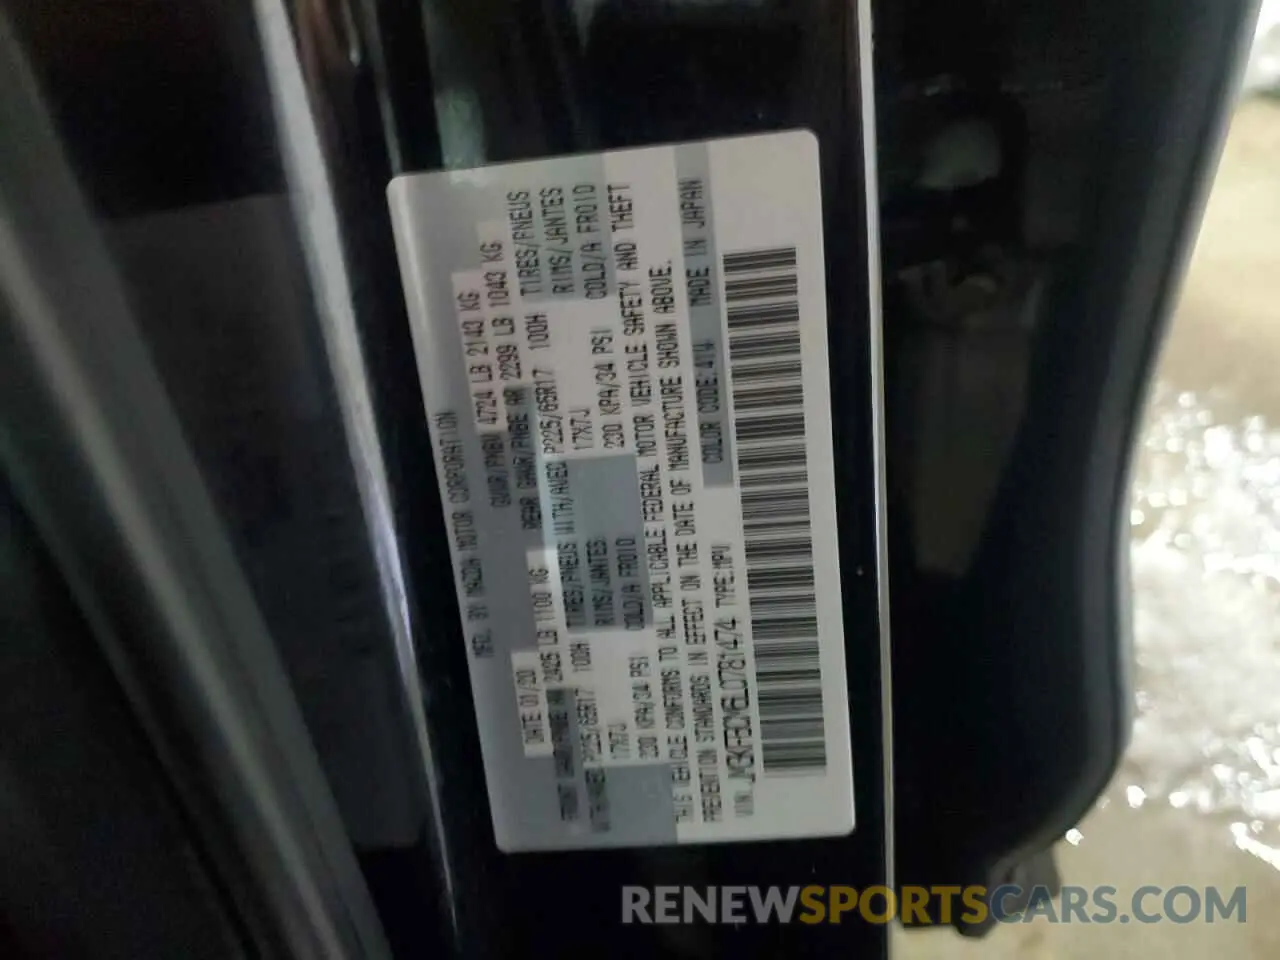 MFD. BY MAZDA MOTOR CORPORATION
DATE 01/20 GVWR/PNBV 4724 LB 2143 KG
FRONT GAWR/PNBE AV 2425 LB 1100 KG REAR GAWR/PNBE AR 2299 LB 1043 KG
WITH/AVEC P225/65R17 100H TIRES/PNEUS WITH/AVEC P225/65R17 100H TIRES/PNEUS
17X7J RIMS/JANTES 17X7J RIMS/JANTES
230 KPA/34 PSI COLD/A FROID 230 KPA/34 PSI COLD/A FROID
THIS VEHICLE CONFORMS TO ALL APPLICABLE FEDERAL MOTOR VEHICLE SAFETY AND THEFT
PREVENTION STANDARDS IN EFFECT ON THE DATE OF MANUFACTURE SHOWN ABOVE.
VIN: JM3KFBCM6L0781474 TYPE:MPV COLOR CODE:41W MADE IN JAPAN
RENEWSPORTSCARS.COM